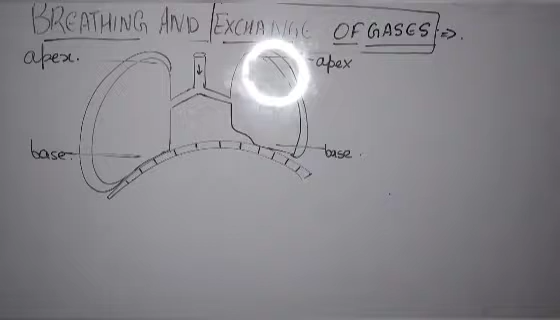 BREATHING AND EXCHANGE OF GASES ⇒.
apex.
apex
base.
base.